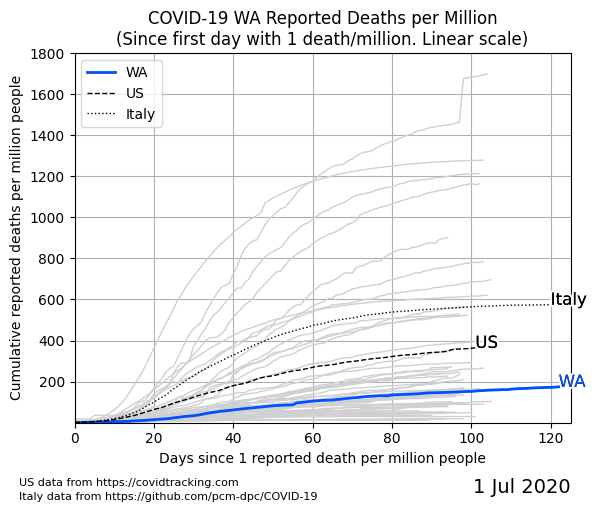 COVID-19 WA Reported Deaths per Million
(Since first day with 1 death/million. Linear scale)
Cumulative reported deaths per million people
1800
1600
1400
1200
1000
800
600
400
200
WA
US
Italy
Italy
US
WA
0
20
40
60
80
100
120
Days since 1 reported death per million people
US data from https://covidtracking.com
Italy data from https://github.com/pcm-dpc/COVID-19
1 Jul 2020